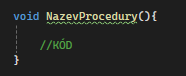 void NazevProcedury(){
//KÓD
}